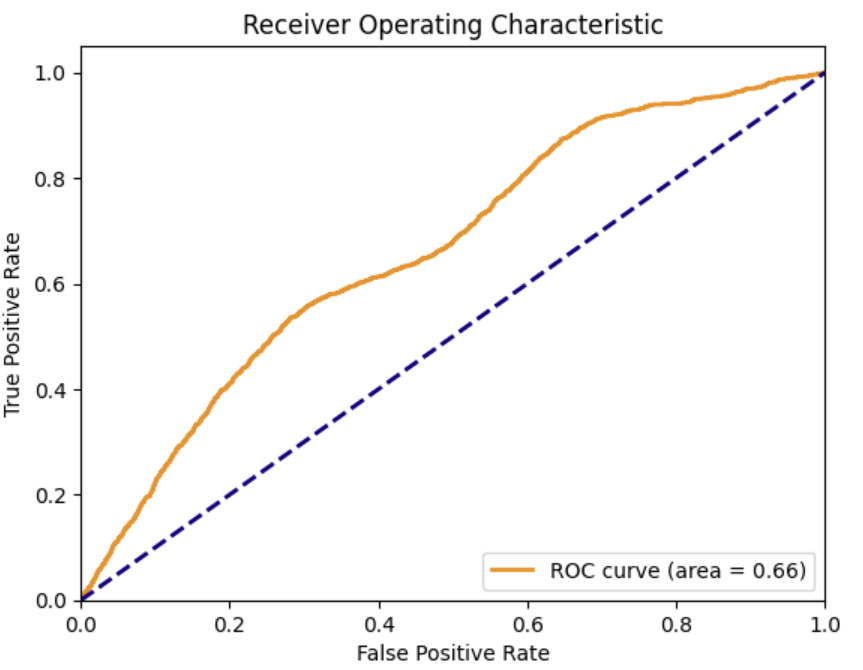 Receiver Operating Characteristic
1.0
0.8
0.6
0.4
0.2
0.0
True Positive Rate
ROC curve (area = 0.66)
0.0 0.2 0.4 0.6 0.8 1.0
False Positive Rate